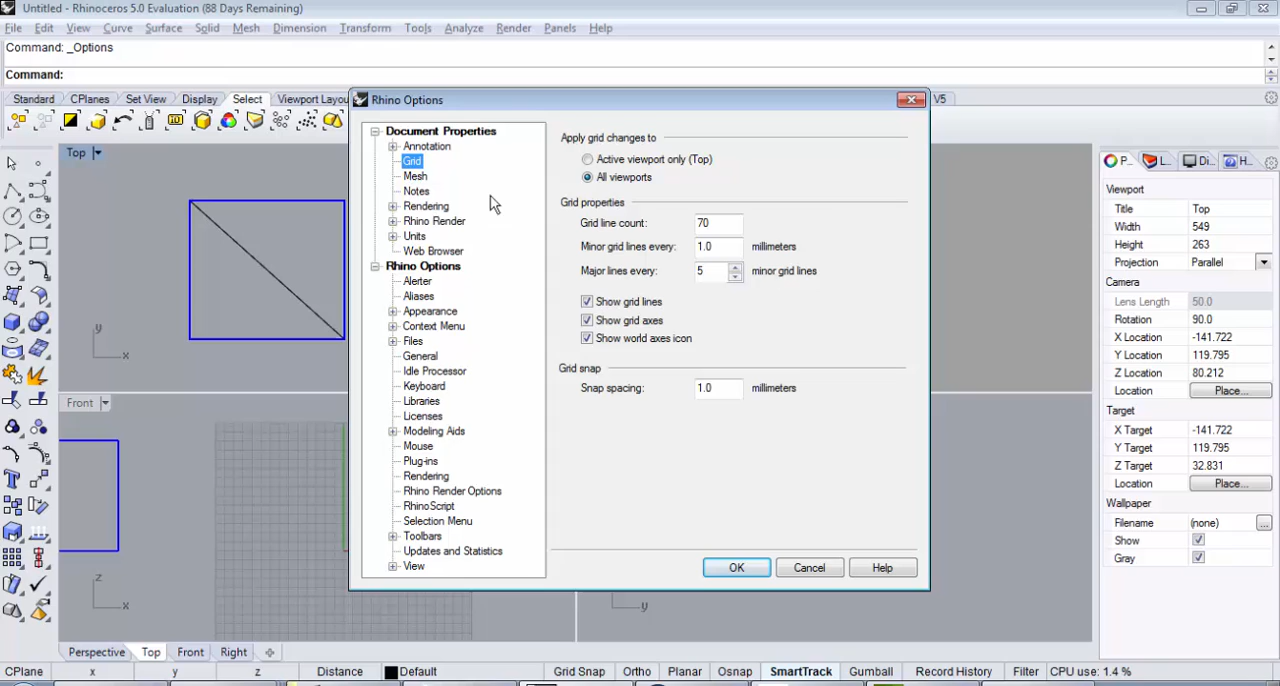 Untitled - Rhinoceros 5.0 Evaluation (88 Days Remaining)
File Edit View Curve Surface Solid Mesh Dimension Transform Tools Analyze Render Panels Help
Command: _Options
Command:
Standard CPlanes Set View Display Select Viewport Layou V5
Rhino Options
Top
Front
Document Properties
Annotation
Grid
Mesh
Notes
Rendering
Rhino Render
Units
Web Browser
Rhino Options
Alerter
Aliases
Appearance
Context Menu
Files
General
Idle Processor
Keyboard
Libraries
Licenses
Modeling Aids
Mouse
Plug-ins
Rendering
Rhino Render Options
RhinoScript
Selection Menu
Toolbars
Updates and Statistics
View
Apply grid changes to
Active viewport only (Top)
All viewports
Grid properties
Grid line count: 70
Minor grid lines every: 1.0 millimeters
Major lines every: 5 minor grid lines
Show grid lines
Show grid axes
Show world axes icon
Grid snap
Snap spacing: 1.0 millimeters
OK Cancel Help
P... L... Di... H...
Viewport
Title Top
Width 549
Height 263
Projection Parallel
Camera
Lens Length 50.0
Rotation 90.0
X Location -141.722
Y Location 119.795
Z Location 80.212
Location Place...
Target
X Target -141.722
Y Target 119.795
Z Target 32.831
Location Place...
Wallpaper
Filename (none) ...
Show
Gray
y
x
z
x
y
Perspective Top Front Right
CPlane x y z Distance Default Grid Snap Ortho Planar Osnap SmartTrack Gumball Record History Filter CPU use: 1.4 %